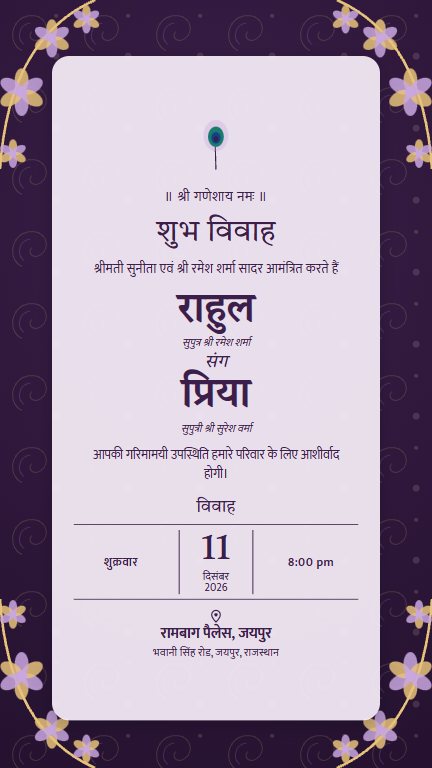 ॥ श्री गणेशाय नमः ॥
शुभ विवाह
श्रीमती सुनीता एवं श्री रमेश शर्मा सादर आमंत्रित करते हैं
राहुल
सुपुत्र श्री रमेश शर्मा
संग
प्रिया
सुपुत्री श्री सुरेश वर्मा
आपकी गरिमामयी उपस्थिति हमारे परिवार के लिए आशीर्वाद
होगी।
विवाह
शुक्रवार
11
दिसंबर
2026
8:00 pm
रामबाग पैलेस, जयपुर
भवानी सिंह रोड, जयपुर, राजस्थान